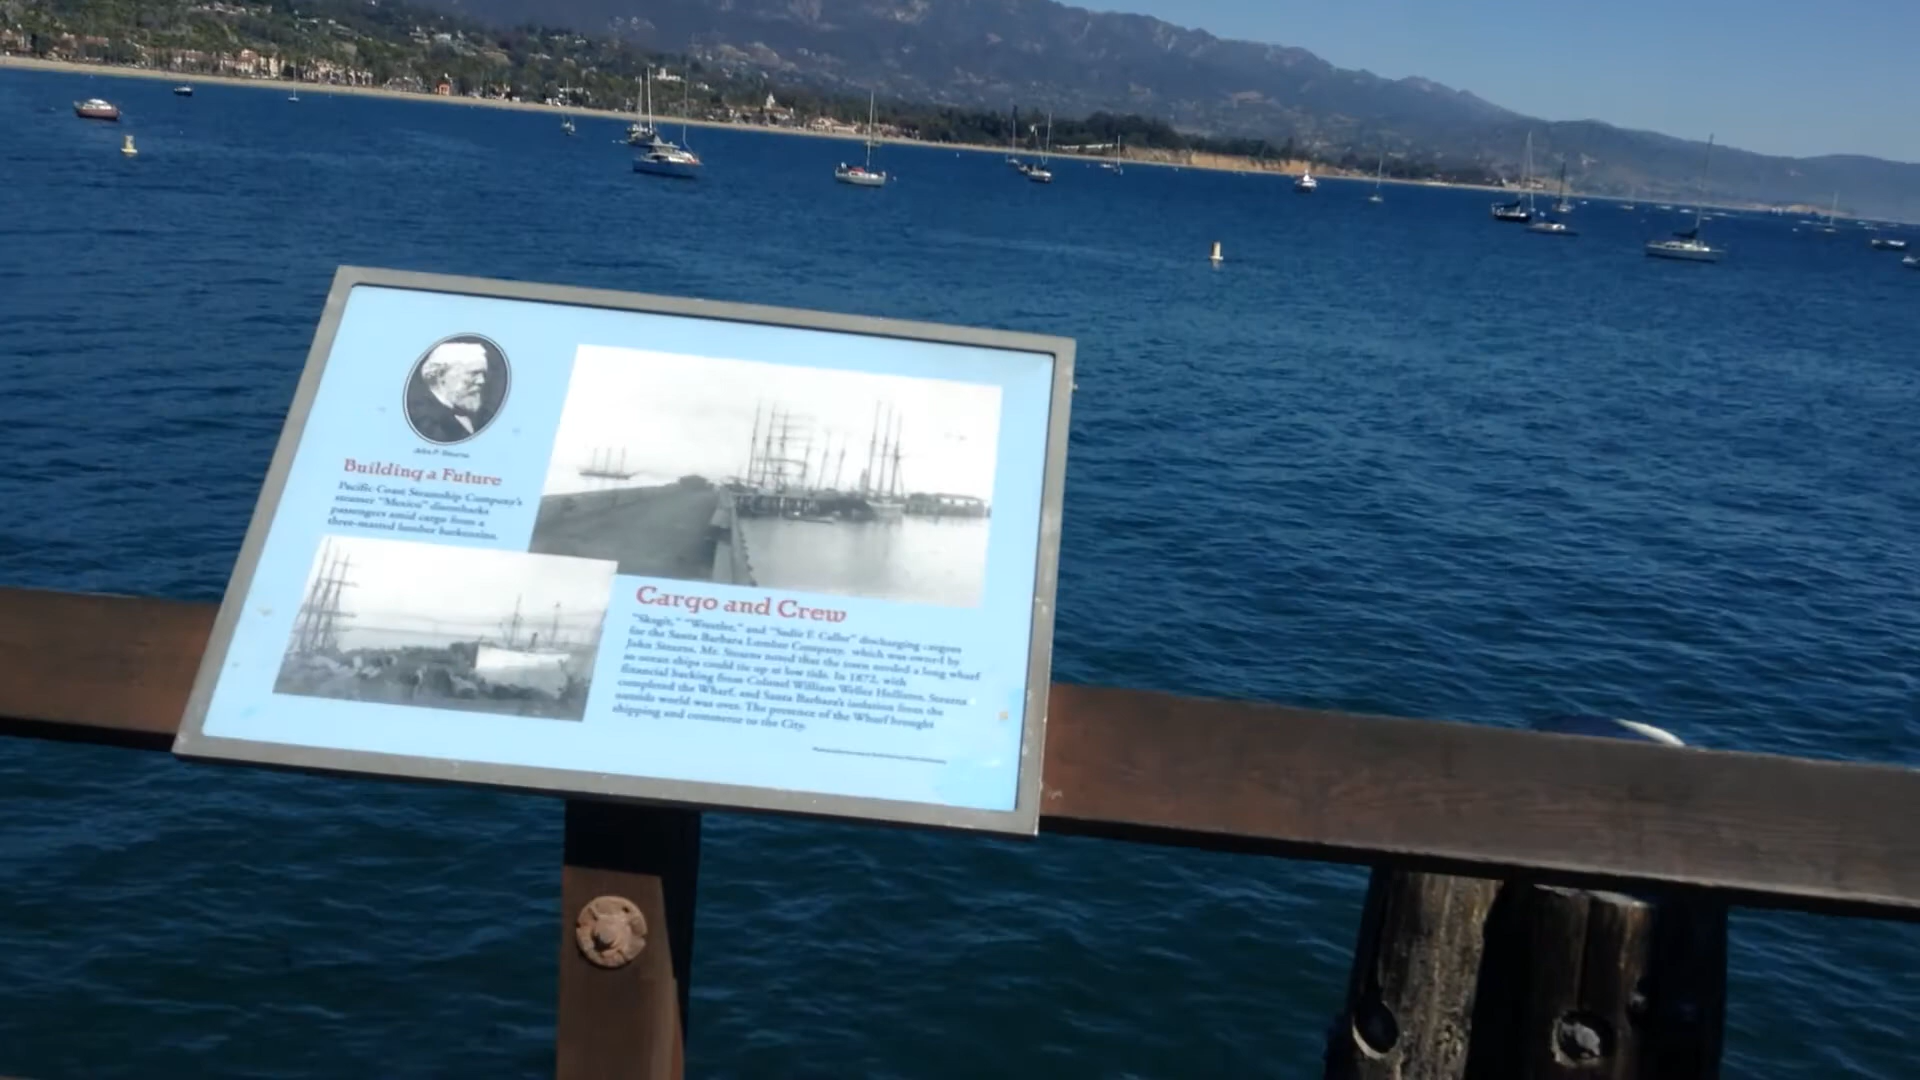 John P. Stearns
Building a Future
Pacific Coast Steamship Company's
steamer "Mexico" disembarks
passengers amid cargo from a
three-masted lumber barkentine.
Cargo and Crew
"Skagit," "Wrestler," and "Sadie F. Caller" discharging cargoes
for the Santa Barbara Lumber Company, which was owned by
John Stearns. Mr. Stearns noted that the town needed a long wharf
so ocean ships could tie up at low tide. In 1872, with
financial backing from Colonel William Welles Hollister, Stearns
completed the Wharf, and Santa Barbara's isolation from the
outside world was over. The presence of the Wharf brought
shipping and commerce to the City.